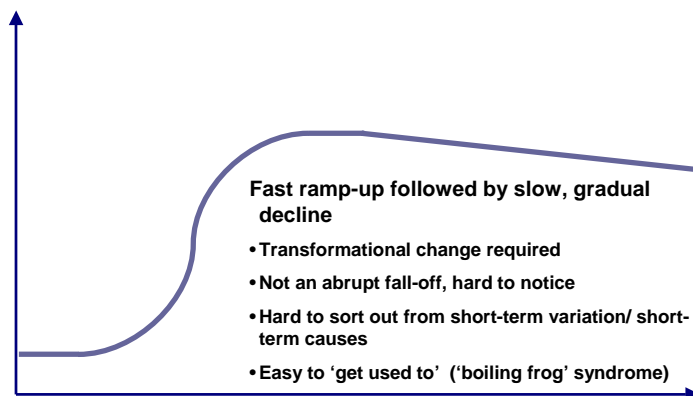 Fast ramp-up followed by slow, gradual
decline
•Transformational change required
•Not an abrupt fall-off, hard to notice
•Hard to sort out from short-term variation/ short-
term causes
•Easy to ‘get used to’ (‘boiling frog’ syndrome)